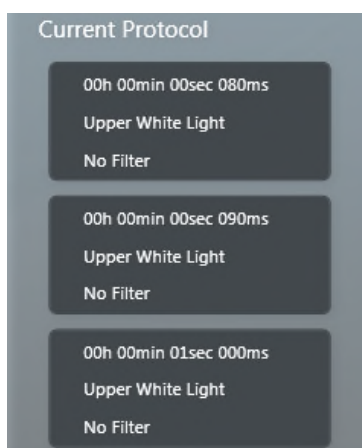 Current Protocol
00h 00min 00sec 080ms
Upper White Light
No Filter
00h 00min 00sec 090ms
Upper White Light
No Filter
00h 00min 01sec 000ms
Upper White Light
No Filter